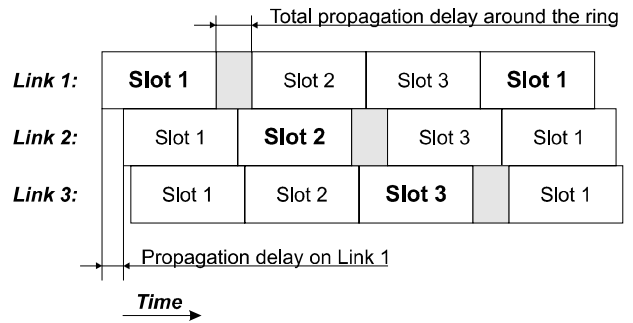 Total propagation delay around the ring
Link 1: Slot 1 Slot 2 Slot 3 Slot 1
Link 2: Slot 1 Slot 2 Slot 3 Slot 1
Link 3: Slot 1 Slot 2 Slot 3 Slot 1
Propagation delay on Link 1
Time